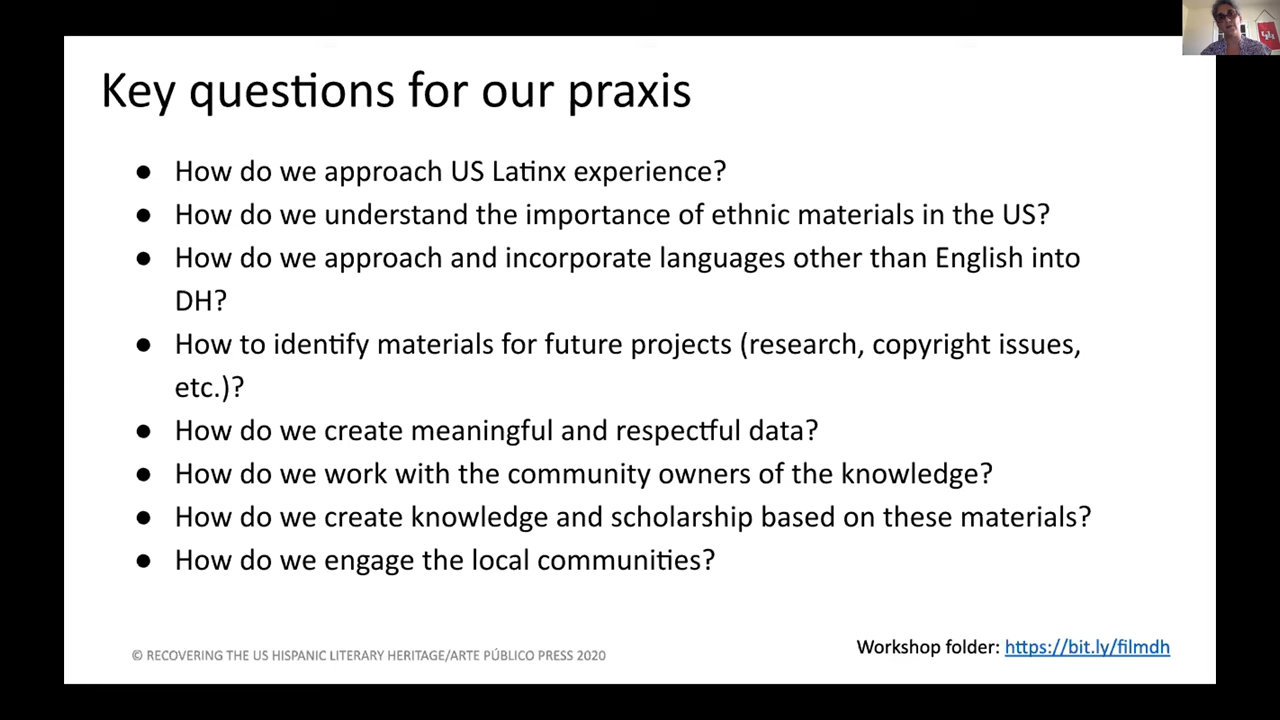 Key questions for our praxis
● How do we approach US Latinx experience?
● How do we understand the importance of ethnic materials in the US?
● How do we approach and incorporate languages other than English into
DH?
● How to identify materials for future projects (research, copyright issues,
etc.)?
● How do we create meaningful and respectful data?
● How do we work with the community owners of the knowledge?
● How do we create knowledge and scholarship based on these materials?
● How do we engage the local communities?
© RECOVERING THE US HISPANIC LITERARY HERITAGE/ARTE PÚBLICO PRESS 2020
Workshop folder: https://bit.ly/filmdh